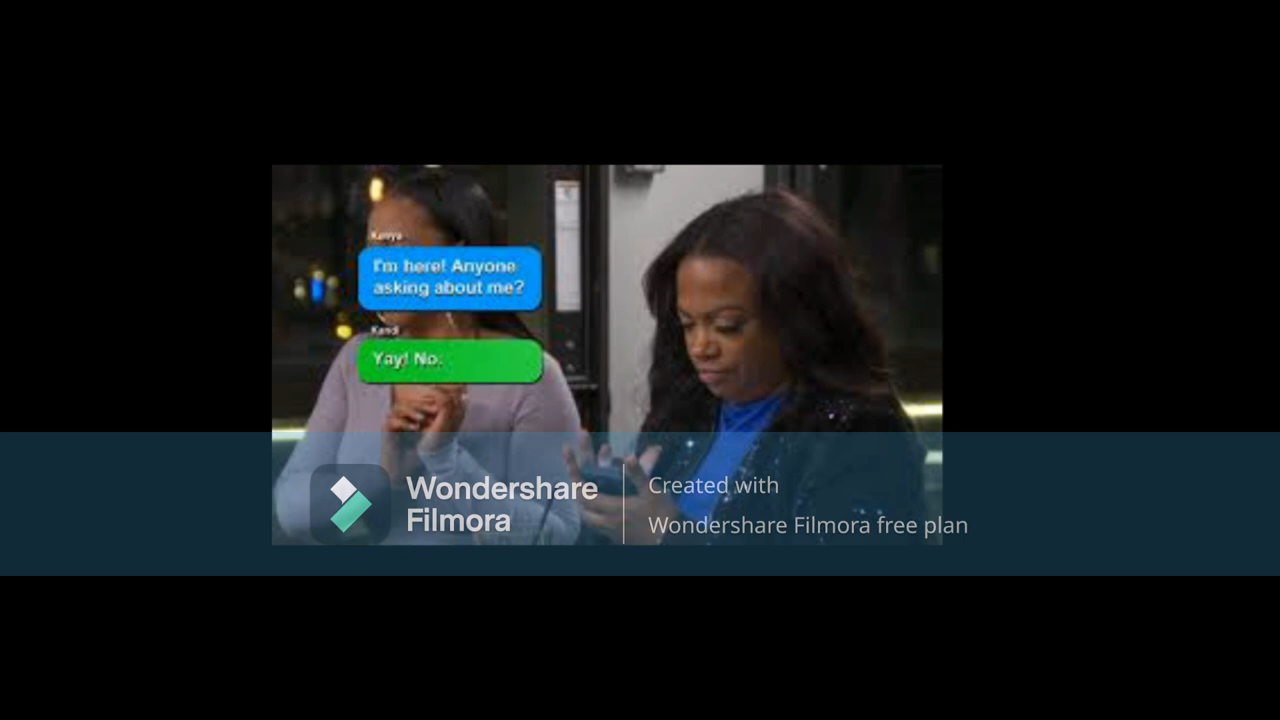 Kenya
I'm here! Anyone
asking about me?
Kandi
Yay! No.
Wondershare
Filmora
Created with
Wondershare Filmora free plan